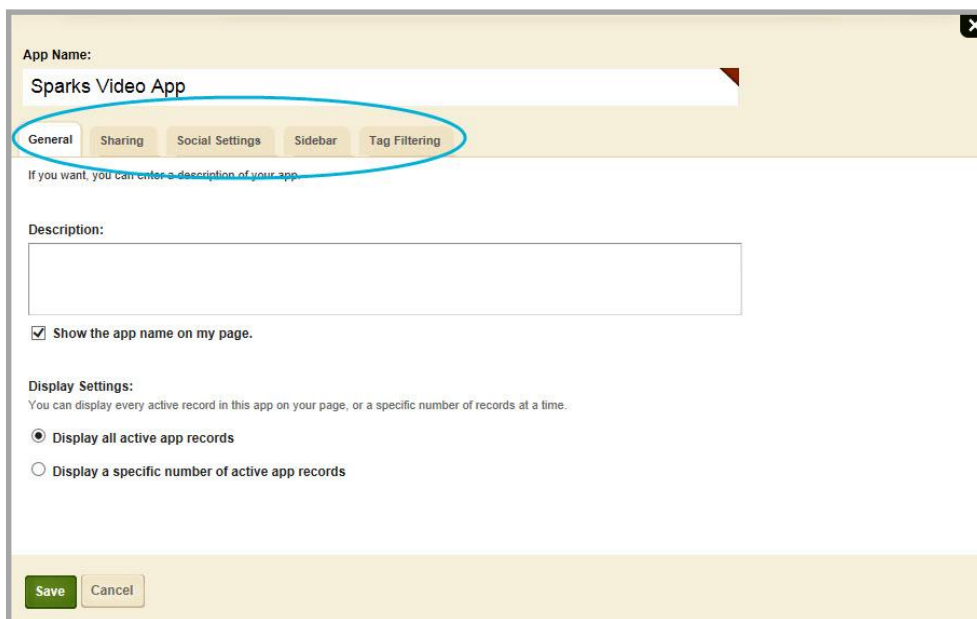 App Name:
Sparks Video App
General Sharing Social Settings Sidebar Tag Filtering
If you want, you can enter a description of your app.
Description:
Show the app name on my page.
Display Settings:
You can display every active record in this app on your page, or a specific number of records at a time.
Display all active app records
Display a specific number of active app records
Save Cancel